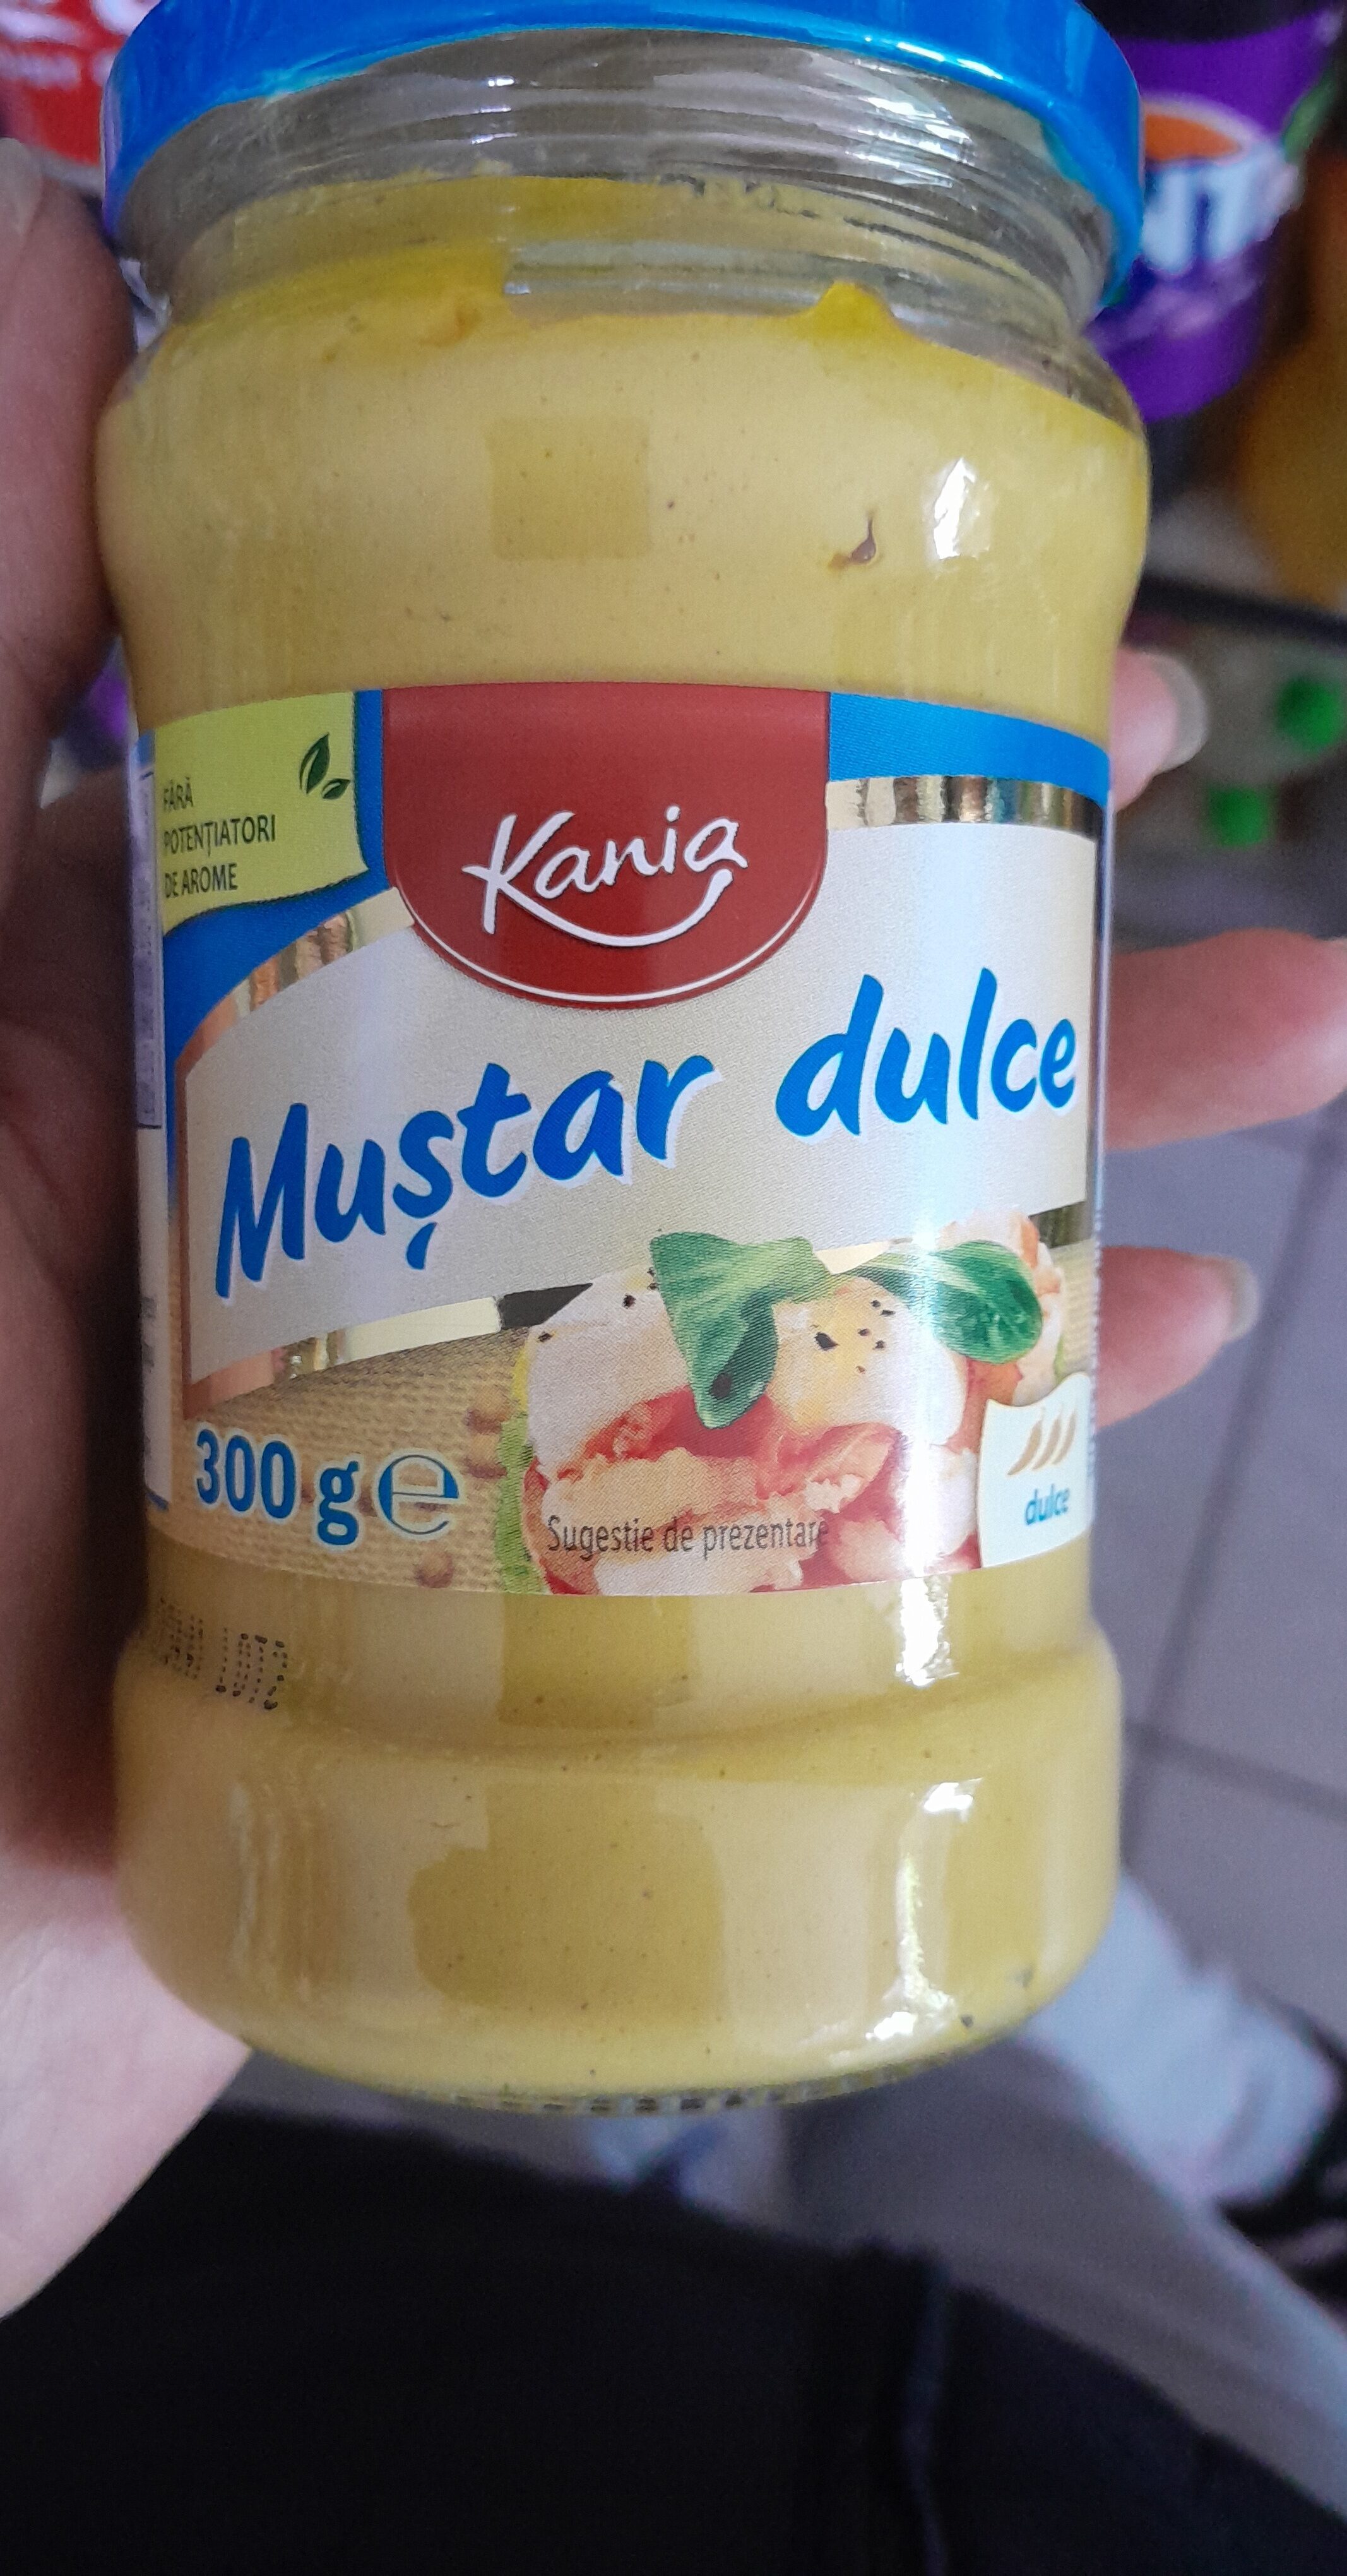 FĂRĂ
POTENȚIATORI
DE AROME
Kania
Muștar dulce
300 g e
Sugestie de prezentare
dulce